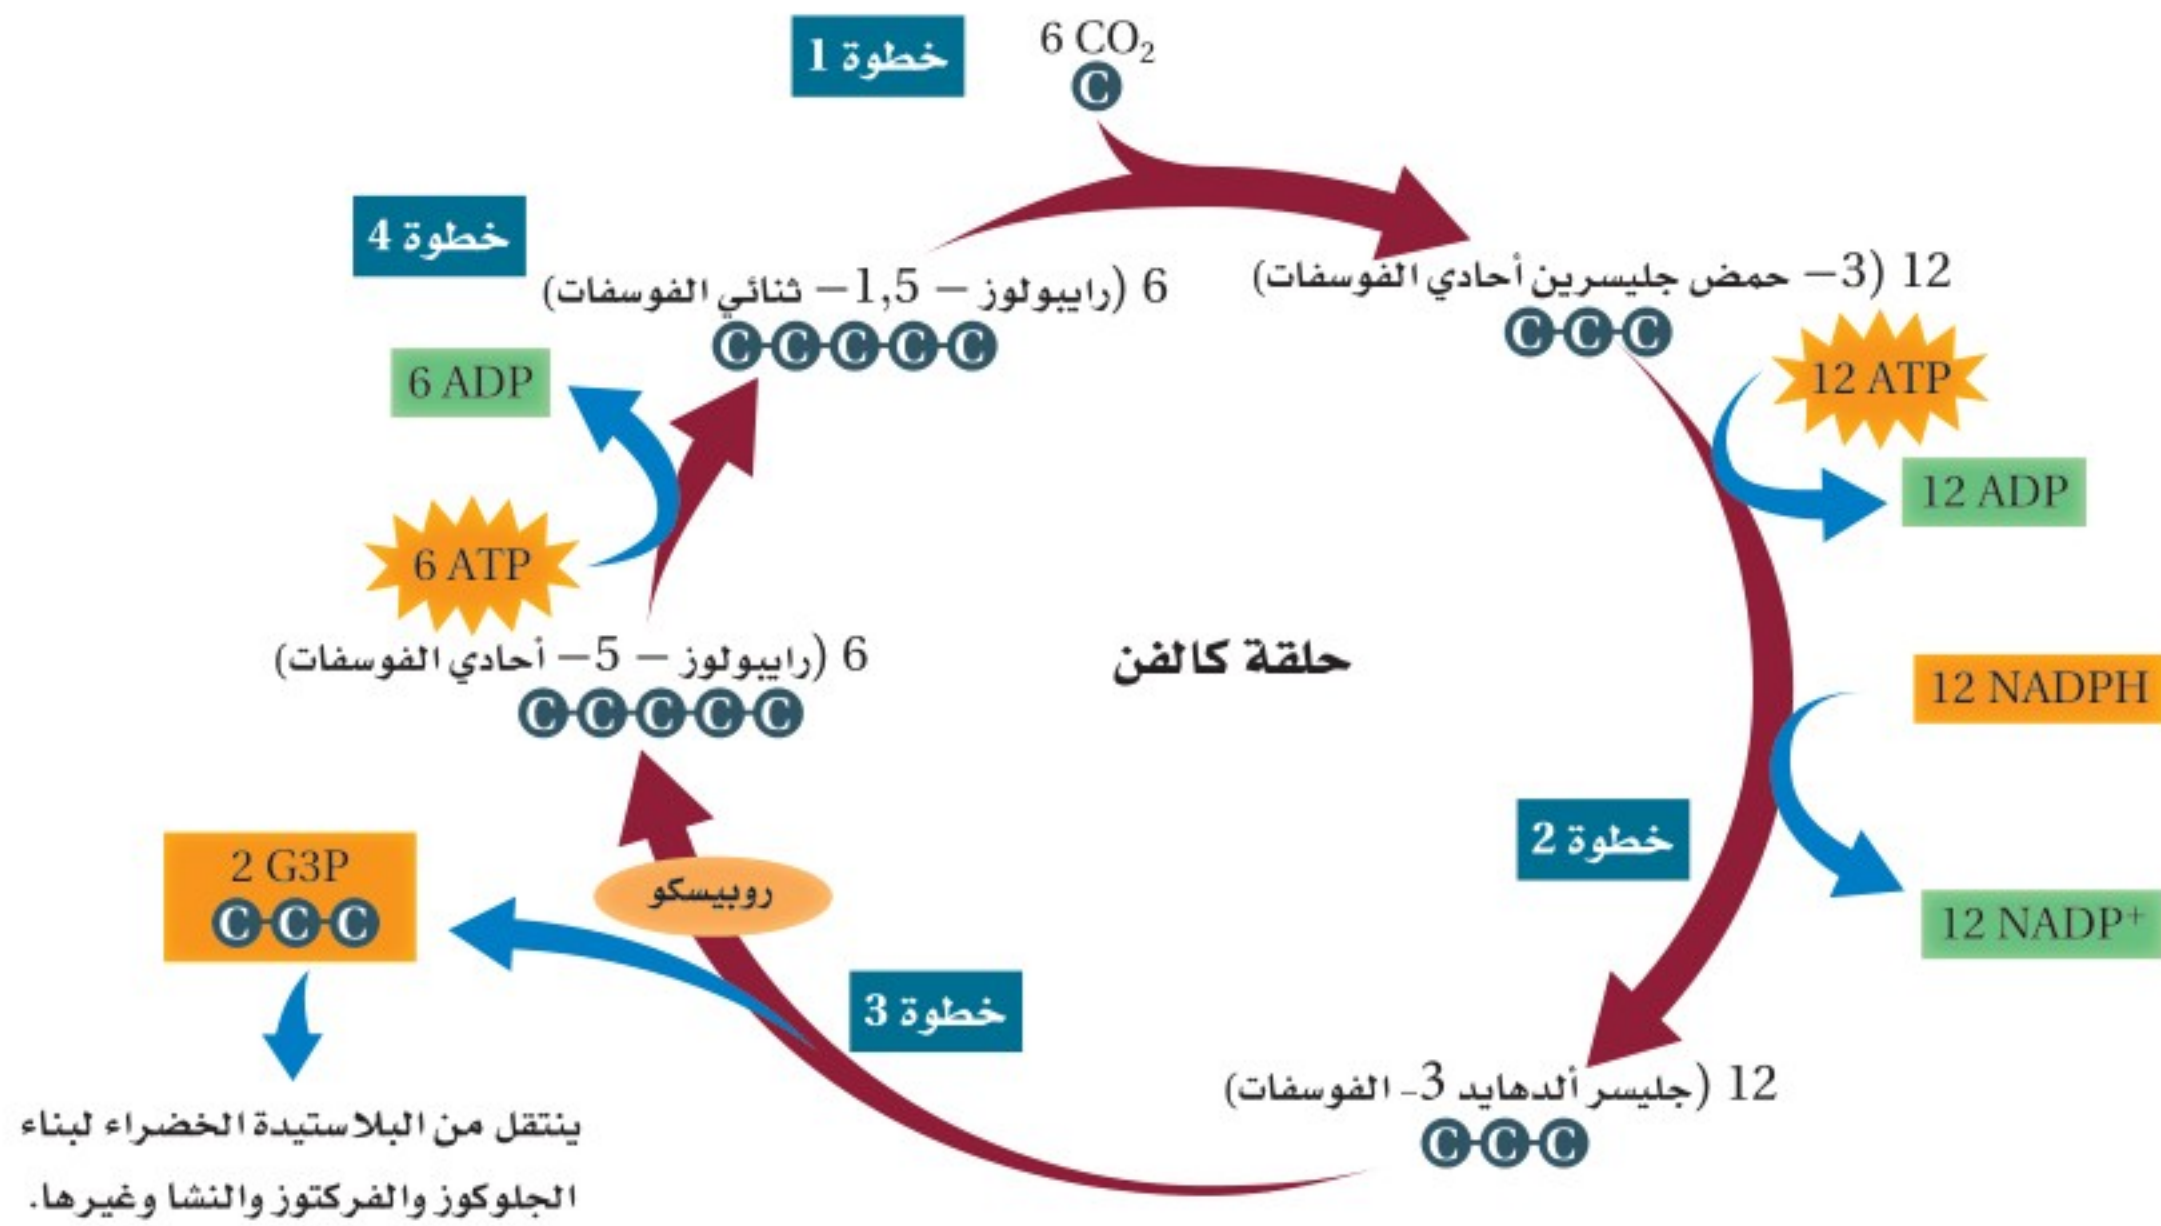 خطوة 1
6 CO₂
C
خطوة 4
12 (3– حمض جليسرين أحادي الفوسفات)
C-C-C
6 (رايبولوز – 1,5– ثنائي الفوسفات)
C-C-C-C-C
12 ATP
6 ADP
12 ADP
6 ATP
6 (رايبولوز – 5– أحادي الفوسفات)
C-C-C-C-C
حلقة كالفن
12 NADPH
خطوة 2
2 G3P
C-C-C
روبيسكو
12 NADP⁺
خطوة 3
12 (جليسر ألدهايد 3- الفوسفات)
C-C-C
ينتقل من البلاستيدة الخضراء لبناء
الجلوكوز والفركتوز والنشا وغيرها.